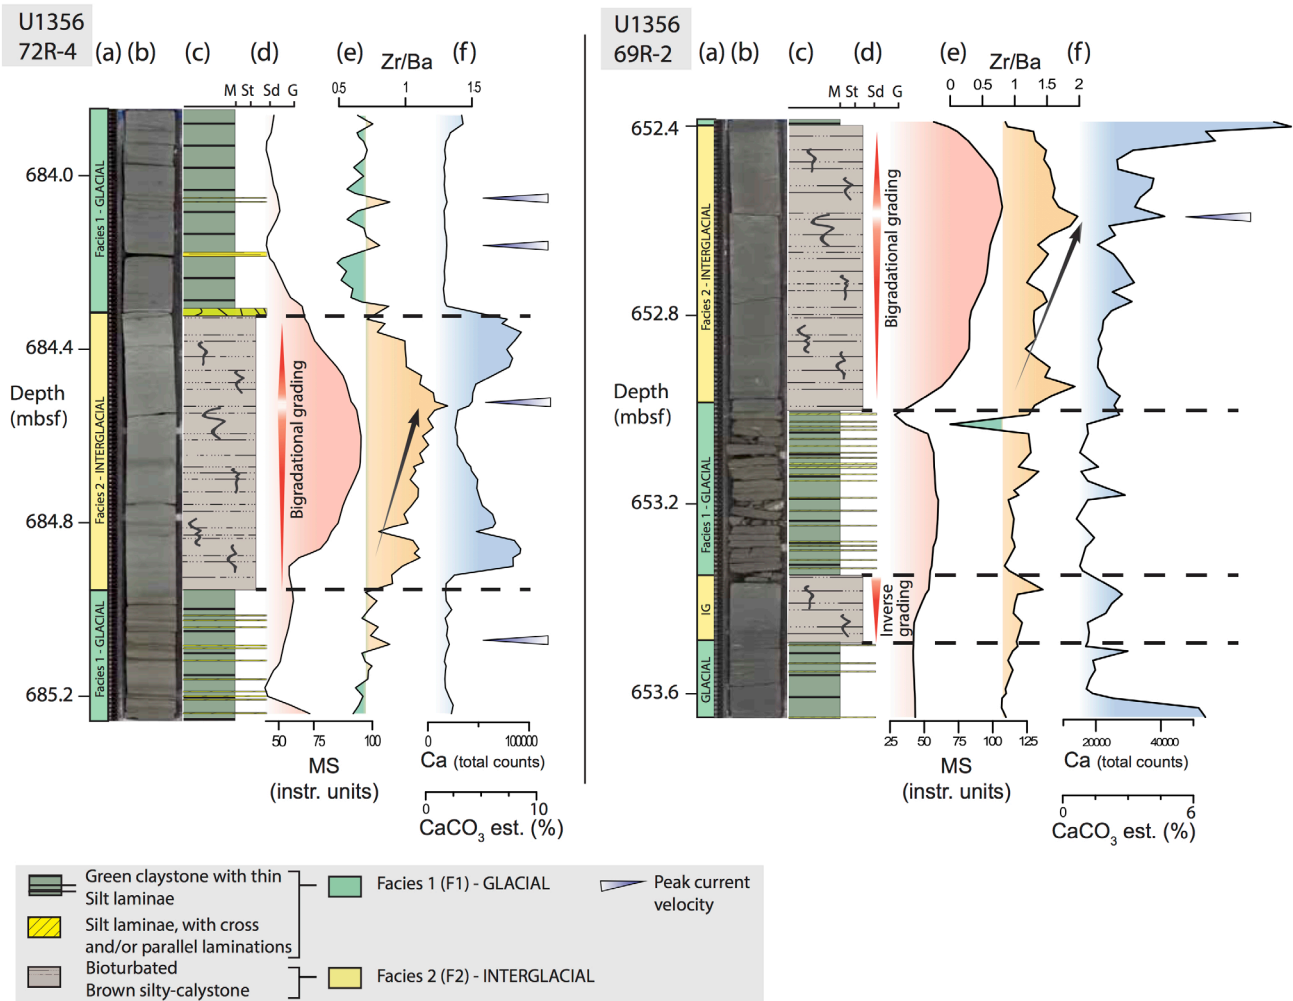 U1356
72R-4
(a) (b) (c) (d) (e) (f)
Zr/Ba
M St Sd G
0.5 1 1.5
684.0
684.4
Depth
(mbsf)
684.8
685.2
Facies 1 - GLACIAL
Facies 2 - INTERGLACIAL
Facies 1 - GLACIAL
Bigradational grading
50 75 100
MS
(instr. units)
0 100000
Ca (total counts)
0 10
CaCO3 est. (%)
U1356
69R-2
(a) (b) (c) (d) (e) (f)
Zr/Ba
M St Sd G
0 0.5 1 1.5 2
652.4
652.8
Depth
(mbsf)
653.2
653.6
Facies 2 - INTERGLACIAL
Facies 1 - GLACIAL
IG
GLACIAL
Bigradational grading
Inverse
grading
25 50 75 100 125
MS
(instr. units)
20000 40000
Ca (total counts)
0 6
CaCO3 est. (%)
Green claystone with thin
Silt laminae
Silt laminae, with cross
and/or parallel laminations
Bioturbated
Brown silty-calystone
Facies 1 (F1) - GLACIAL
Facies 2 (F2) - INTERGLACIAL
Peak current
velocity